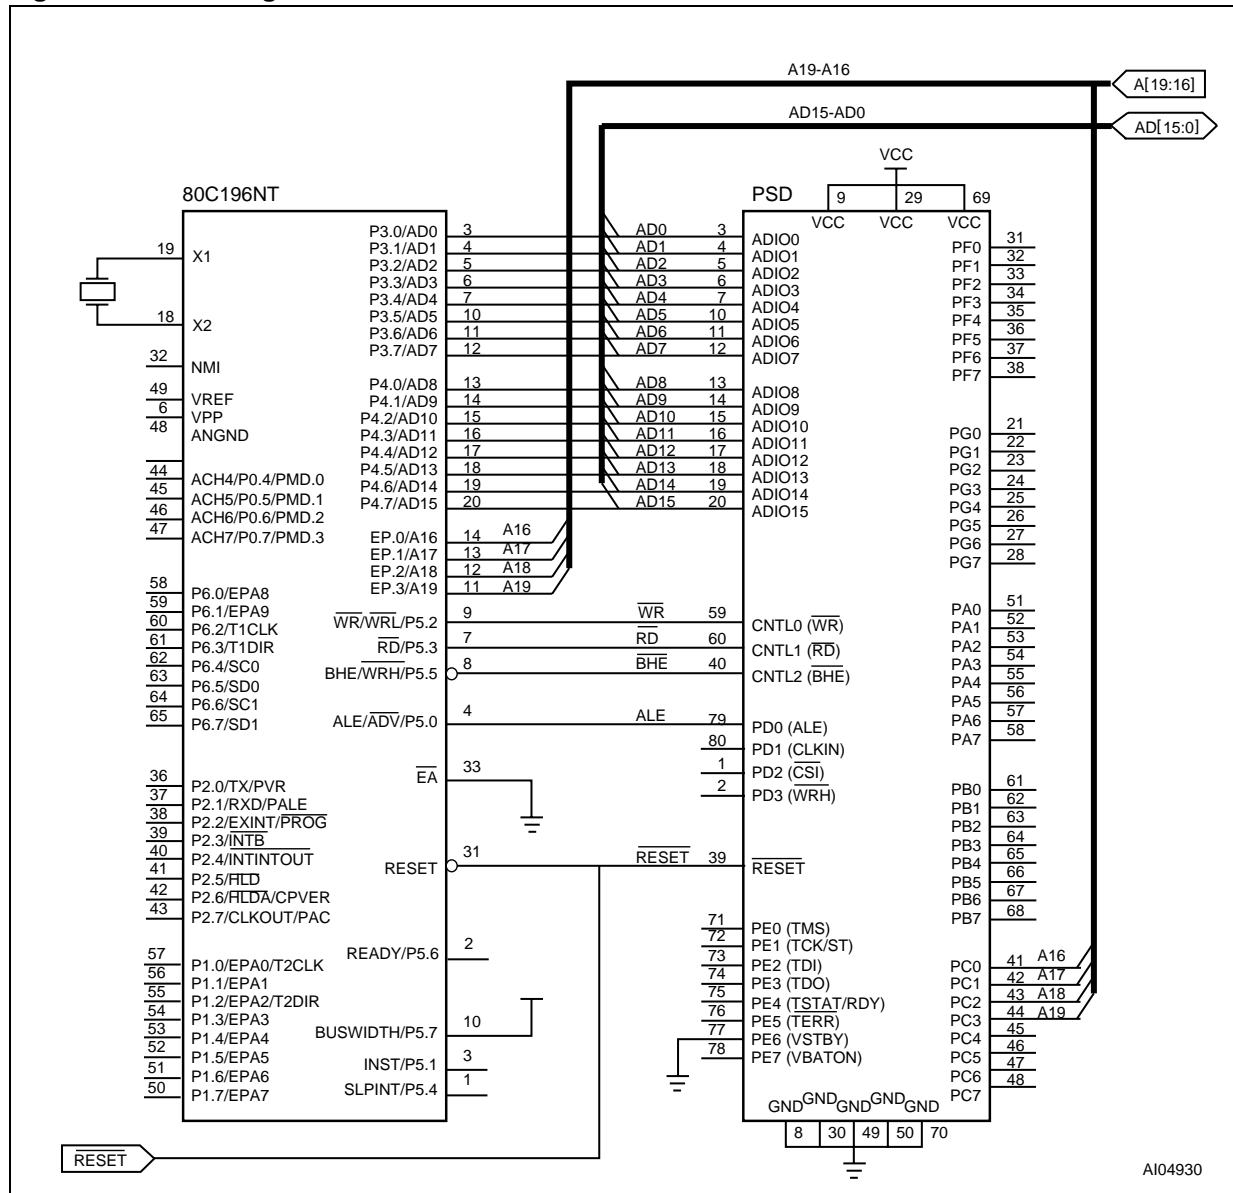 A19-A16
A[19:16]
AD15-AD0
AD[15:0]
VCC
80C196NT
PSD
9 29 69
VCC VCC VCC
19 X1
18 X2
32 NMI
49 VREF
6 VPP
48 ANGND
44 ACH4/P0.4/PMD.0
45 ACH5/P0.5/PMD.1
46 ACH6/P0.6/PMD.2
47 ACH7/P0.7/PMD.3
58 P6.0/EPA8
59 P6.1/EPA9
60 P6.2/T1CLK
61 P6.3/T1DIR
62 P6.4/SC0
63 P6.5/SD0
64 P6.6/SC1
65 P6.7/SD1
36 P2.0/TX/PVR
37 P2.1/RXD/PALE
38 P2.2/EXINT/PROG
39 P2.3/INTB
40 P2.4/INTINTOUT
41 P2.5/HLD
42 P2.6/HLDA/CPVER
43 P2.7/CLKOUT/PAC
57 P1.0/EPA0/T2CLK
56 P1.1/EPA1
55 P1.2/EPA2/T2DIR
54 P1.3/EPA3
53 P1.4/EPA4
52 P1.5/EPA5
51 P1.6/EPA6
50 P1.7/EPA7
P3.0/AD0 3 AD0 3 ADIO0
P3.1/AD1 4 AD1 4 ADIO1
P3.2/AD2 5 AD2 5 ADIO2
P3.3/AD3 6 AD3 6 ADIO3
P3.4/AD4 7 AD4 7 ADIO4
P3.5/AD5 10 AD5 10 ADIO5
P3.6/AD6 11 AD6 11 ADIO6
P3.7/AD7 12 AD7 12 ADIO7
P4.0/AD8 13 AD8 13 ADIO8
P4.1/AD9 14 AD9 14 ADIO9
P4.2/AD10 15 AD10 15 ADIO10
P4.3/AD11 16 AD11 16 ADIO11
P4.4/AD12 17 AD12 17 ADIO12
P4.5/AD13 18 AD13 18 ADIO13
P4.6/AD14 19 AD14 19 ADIO14
P4.7/AD15 20 AD15 20 ADIO15
EP.0/A16 14 A16
EP.1/A17 13 A17
EP.2/A18 12 A18
EP.3/A19 11 A19
WR/WRL/P5.2 9 WR 59 CNTL0 (WR)
RD/P5.3 7 RD 60 CNTL1 (RD)
BHE/WRH/P5.5 8 BHE 40 CNTL2 (BHE)
ALE/ADV/P5.0 4 ALE 79 PD0 (ALE)
80 PD1 (CLKIN)
1 PD2 (CSI)
2 PD3 (WRH)
EA 33
RESET 31 RESET 39 RESET
READY/P5.6 2
BUSWIDTH/P5.7 10
INST/P5.1 3
SLPINT/P5.4 1
71 PE0 (TMS)
72 PE1 (TCK/ST)
73 PE2 (TDI)
74 PE3 (TDO)
75 PE4 (TSTAT/RDY)
76 PE5 (TERR)
77 PE6 (VSTBY)
78 PE7 (VBATON)
PF0 31
PF1 32
PF2 33
PF3 34
PF4 35
PF5 36
PF6 37
PF7 38
PG0 21
PG1 22
PG2 23
PG3 24
PG4 25
PG5 26
PG6 27
PG7 28
PA0 51
PA1 52
PA2 53
PA3 54
PA4 55
PA5 56
PA6 57
PA7 58
PB0 61
PB1 62
PB2 63
PB3 64
PB4 65
PB5 66
PB6 67
PB7 68
PC0 41 A16
PC1 42 A17
PC2 43 A18
PC3 44 A19
PC4 45
PC5 46
PC6 47
PC7 48
GND GND GND GND GND
8 30 49 50 70
RESET
AI04930